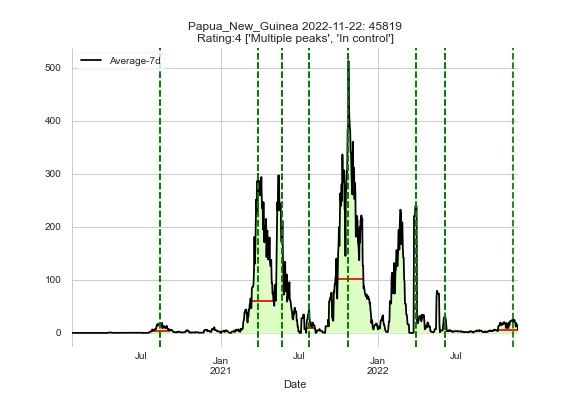 Papua_New_Guinea 2022-11-22: 45819
Rating:4 ['Multiple peaks', 'In control']
Average-7d
500
400
300
200
100
0
Jul
Jan
2021
Jul
Jan
2022
Jul
Date